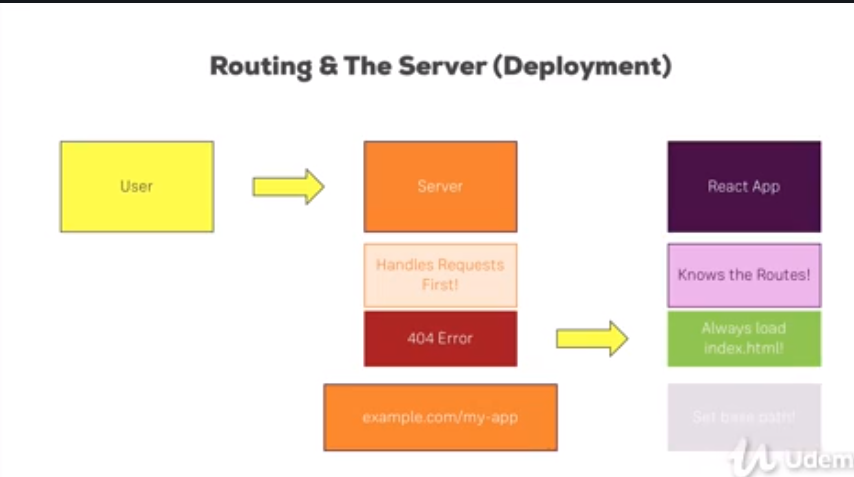 Routing & The Server (Deployment)
User
Server
React App
Handles Requests
First!
Knows the Routes!
404 Error
Always load
index.html!
example.com/my-app
Set base path!
Udem